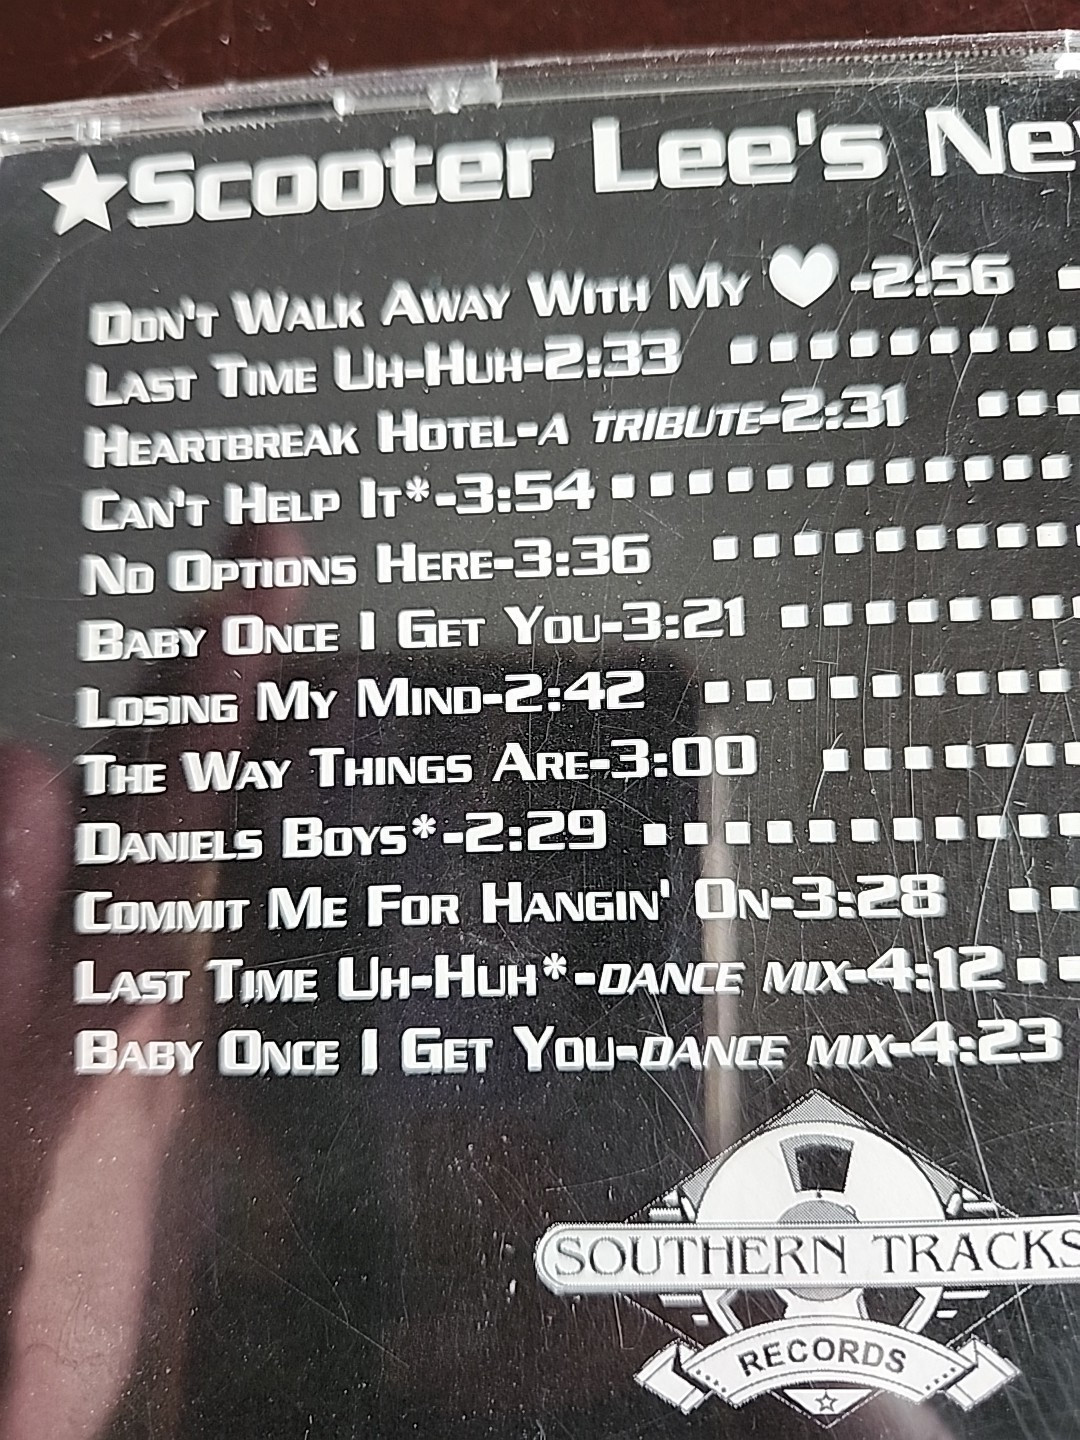 ★Scooter Lee's Ne
Don't Walk Away With My ♥-2:56
Last Time Uh-Huh-2:33
Heartbreak Hotel-a tribute-2:31
Can't Help It*-3:54
No Options Here-3:36
Baby Once I Get You-3:21
Losing My Mind-2:42
The Way Things Are-3:00
Daniels Boys*-2:29
Commit Me For Hangin' On-3:28
Last Time Uh-Huh*-dance mix-4:12
Baby Once I Get You-dance mix-4:23
SOUTHERN TRACKS
RECORDS